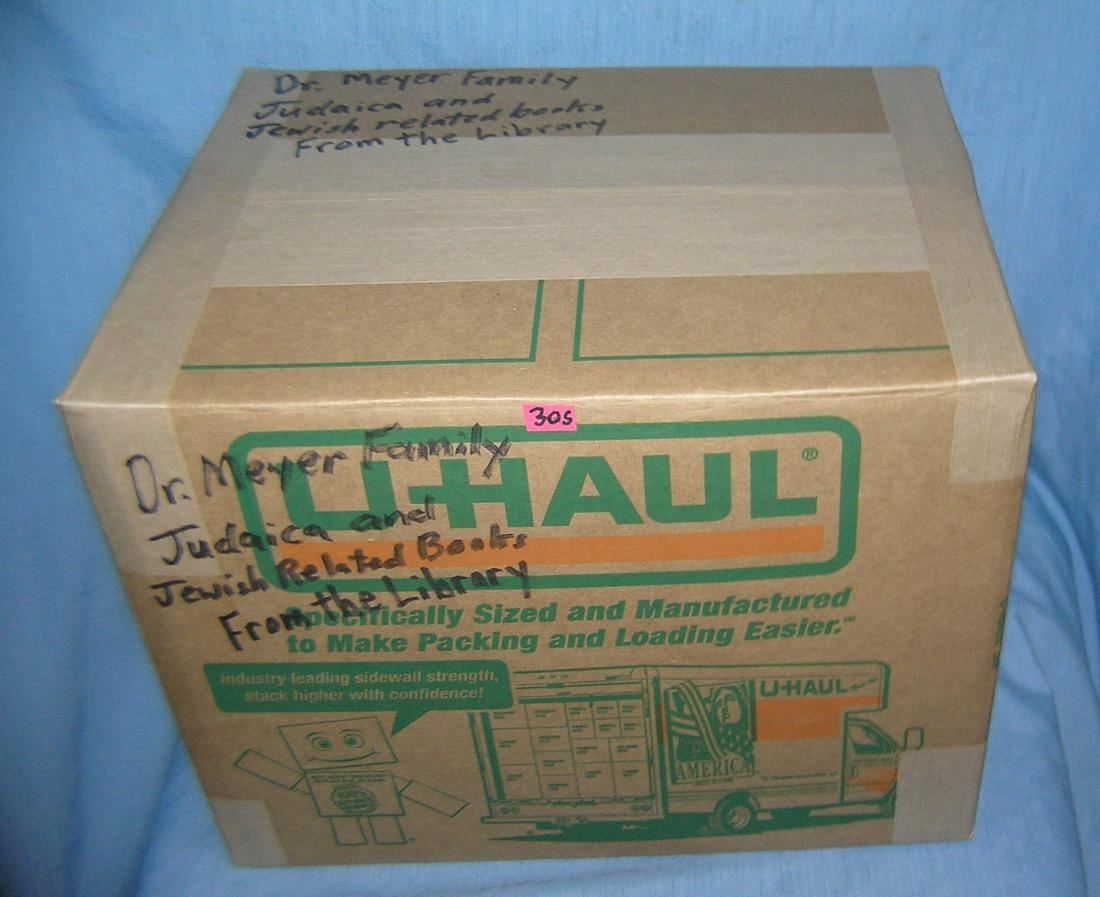 Dr. Meyer Family
Judaica and
Jewish related books
From the Library
30s
U-HAUL®
Dr. Meyer Family
Judaica and
Jewish Related Books
From the Library
Specifically Sized and Manufactured
to Make Packing and Loading Easier.™
Industry leading sidewall strength,
stack higher with confidence!
U-HAUL
AMERICA